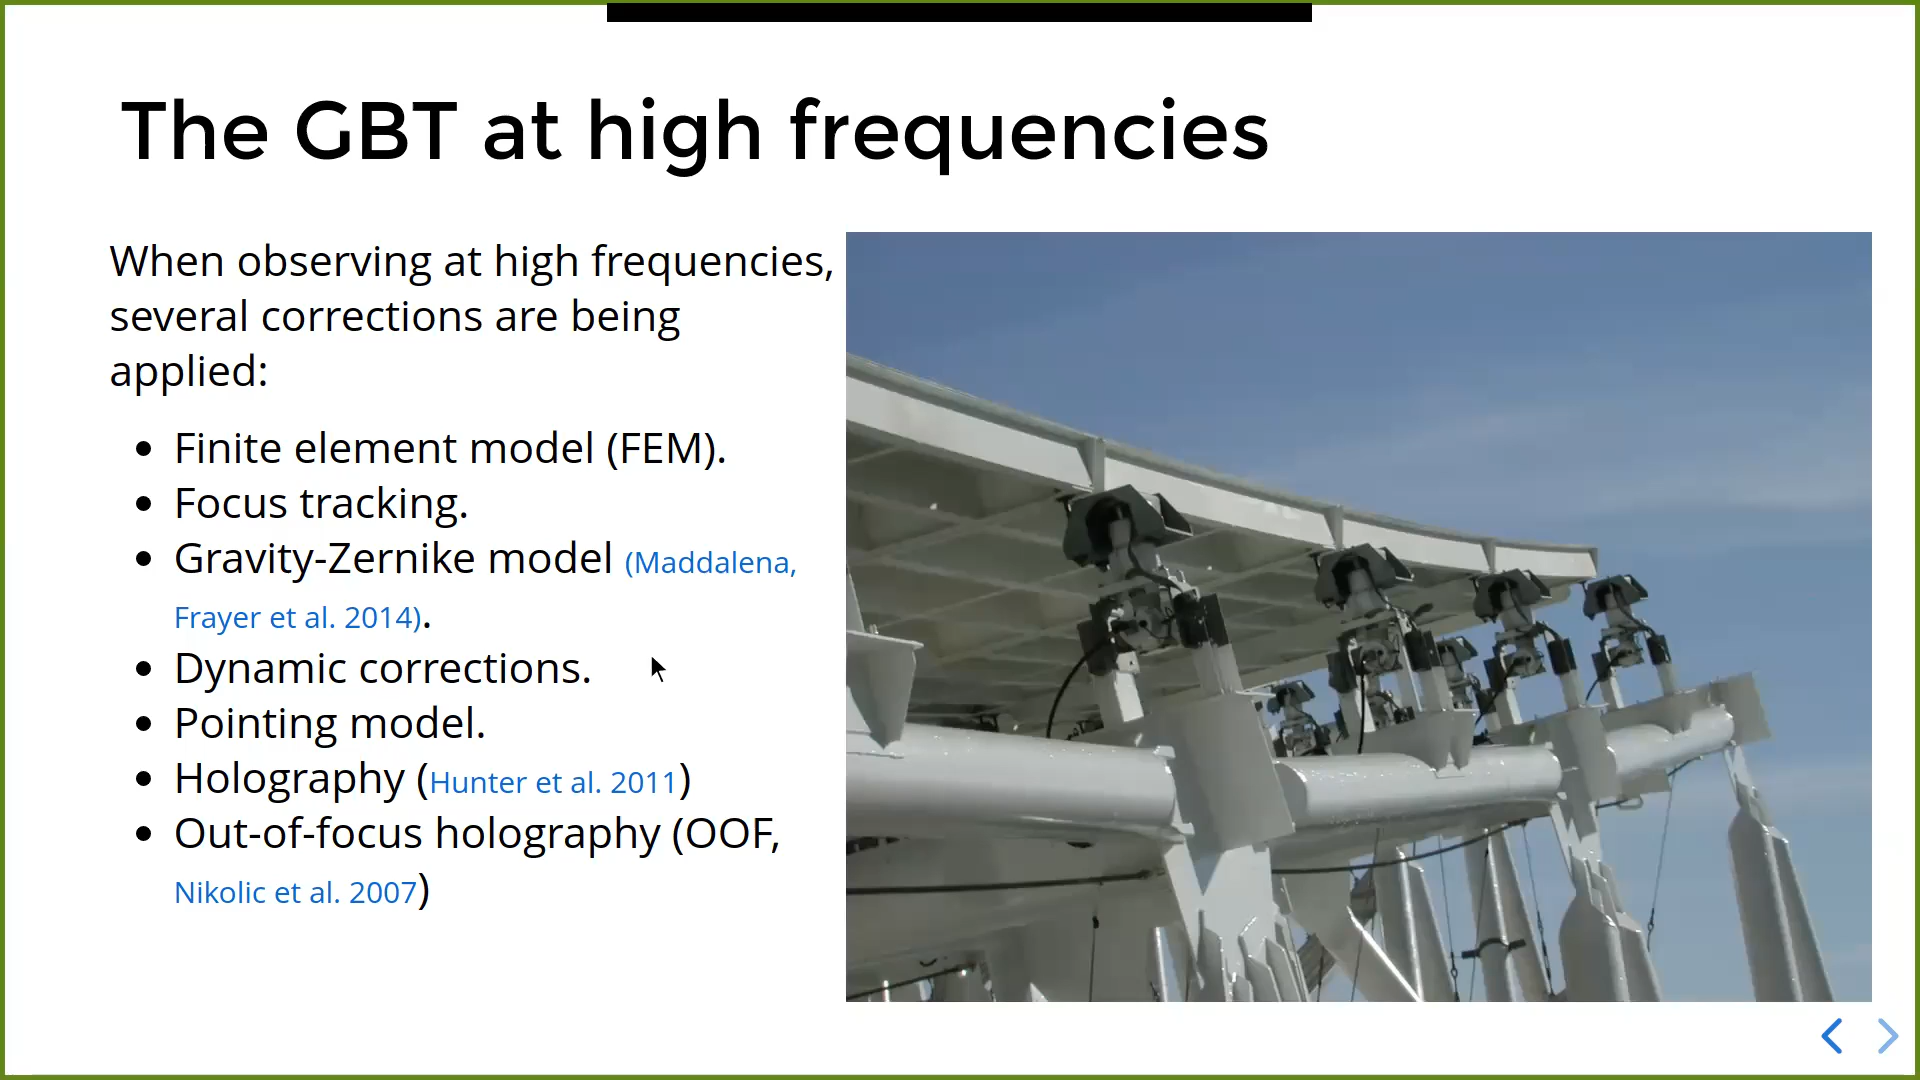 The GBT at high frequencies
When observing at high frequencies,
several corrections are being
applied:
• Finite element model (FEM).
• Focus tracking.
• Gravity-Zernike model (Maddalena,
Frayer et al. 2014).
• Dynamic corrections.
• Pointing model.
• Holography (Hunter et al. 2011)
• Out-of-focus holography (OOF,
Nikolic et al. 2007)